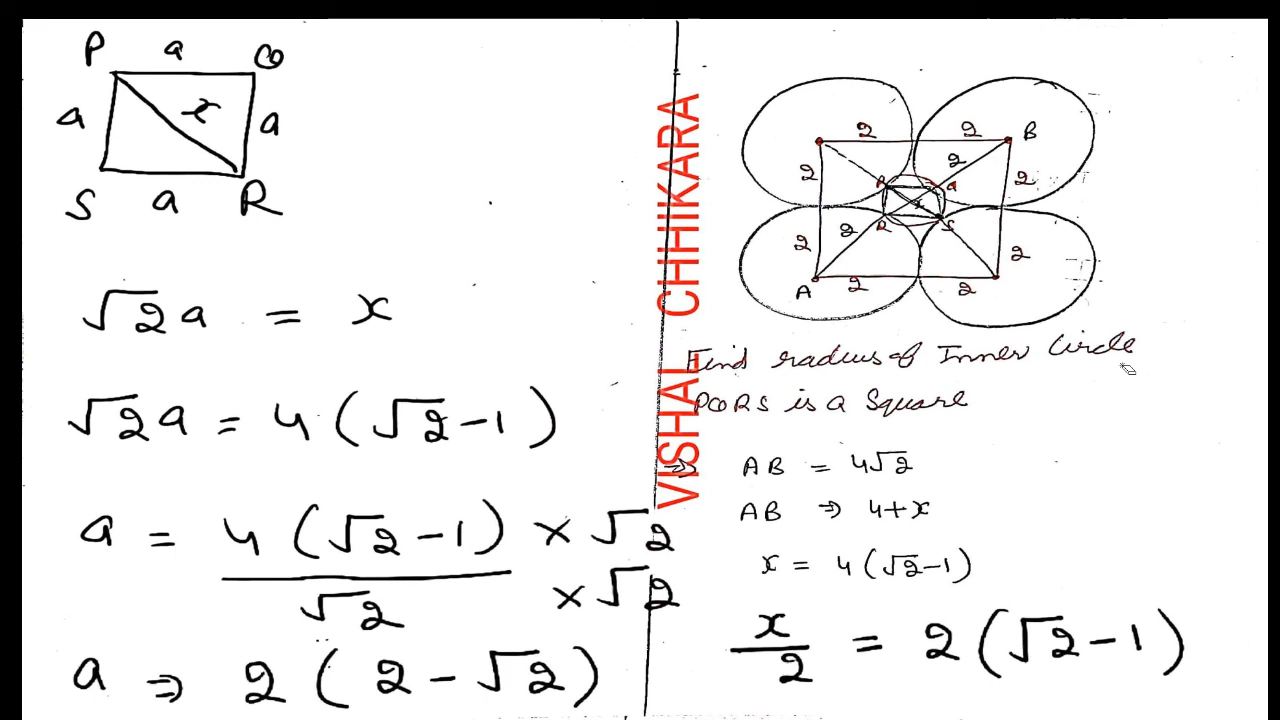 P a Q
a x a
S a R
√2 a = x
√2 a = 4 (√2 - 1)
a = 4 (√2 - 1) × √2
√2 × √2
a ⇒ 2 ( 2 - √2 )
VISHAL CHHIKARA
2 2 B
2 2 2
P Q
x
2 2 R S 2
A 2 2
Find radius of Inner Circle
PQRS is a Square
⇒ AB = 4√2
AB ⇒ 4+x
x = 4 (√2-1)
x/2 = 2 (√2 - 1)